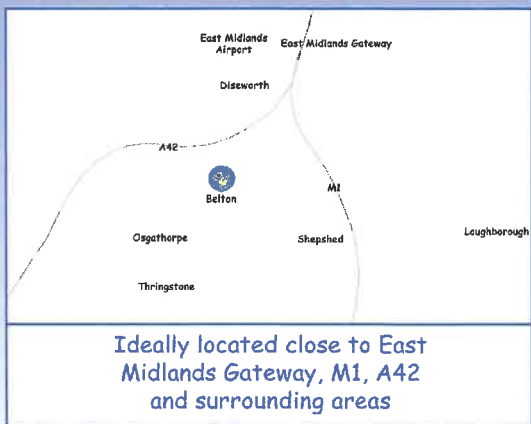 East Midlands
Airport
East Midlands Gateway
Diseworth
A42
Belton
M1
Osgathorpe
Shepshed
Loughborough
Thringstone
Ideally located close to East
Midlands Gateway, M1, A42
and surrounding areas